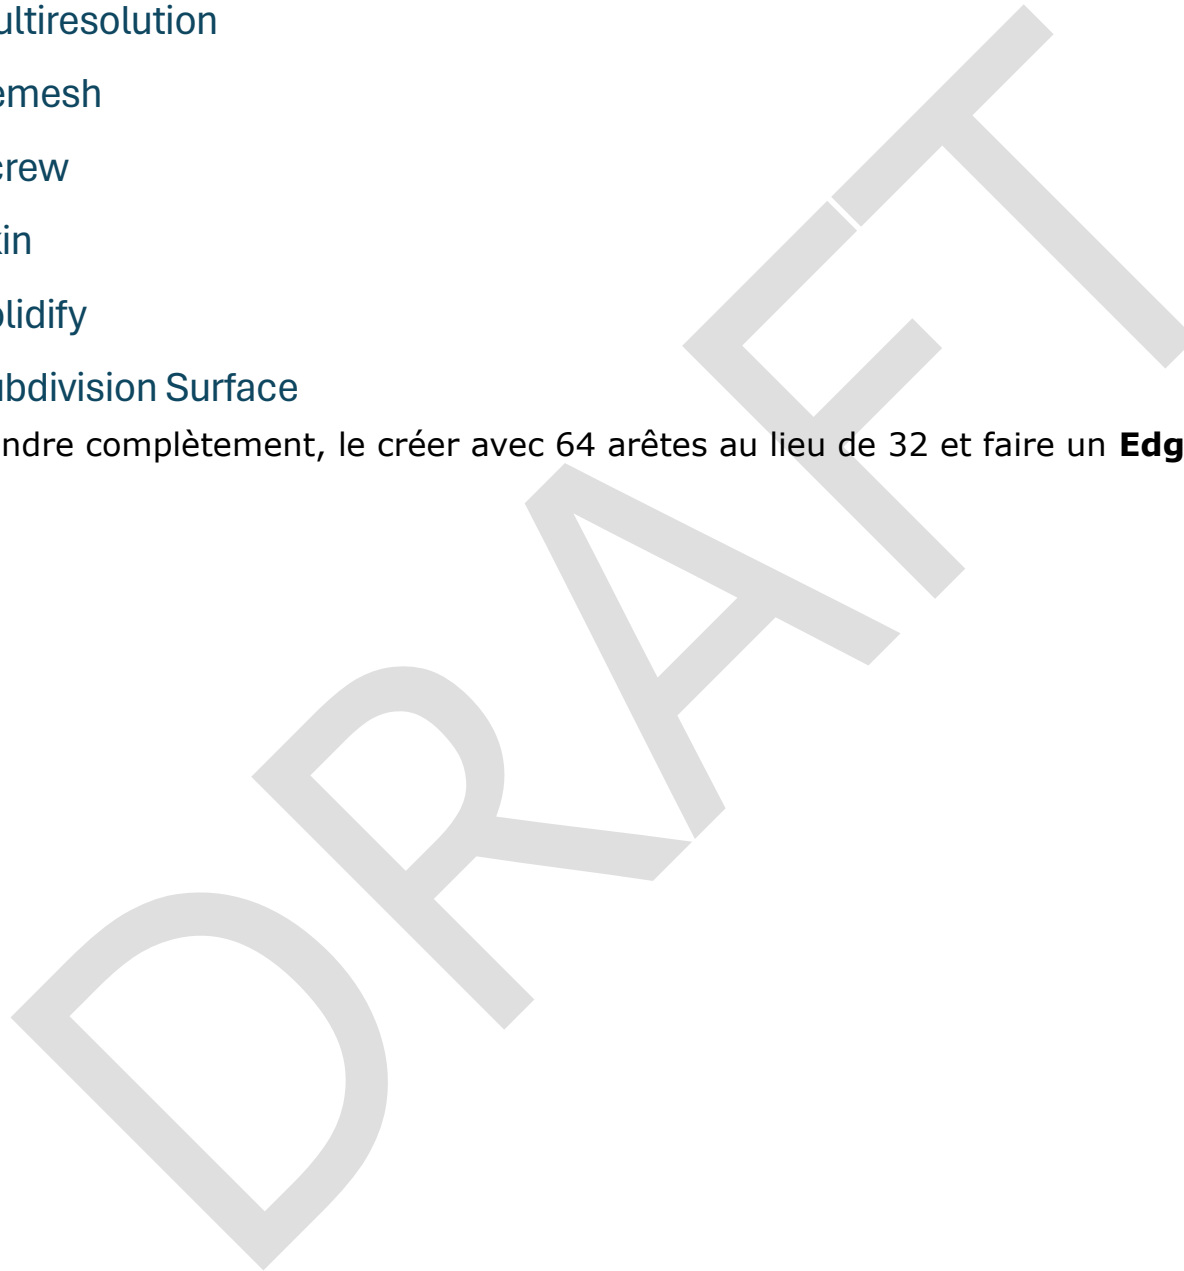 ultiresolution
emesh
crew
kin
olidify
ubdivision Surface
ndre complètement, le créer avec 64 arêtes au lieu de 32 et faire un Edg
DRAFT